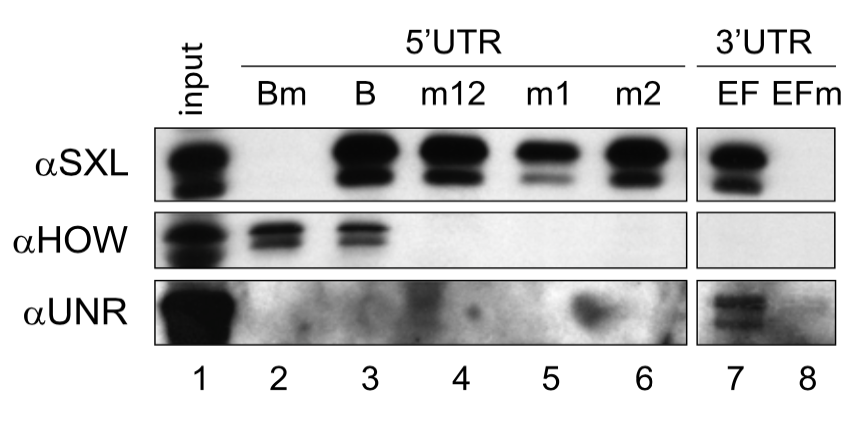 input
5’UTR
3’UTR
Bm B m12 m1 m2 EF EFm
αSXL
αHOW
αUNR
1 2 3 4 5 6 7 8